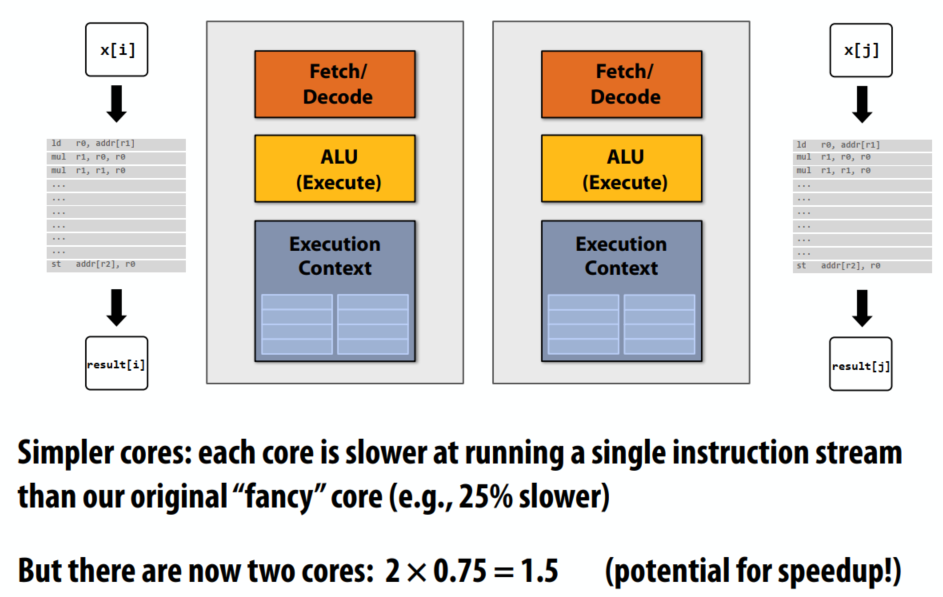 x[i]
ld r0, addr[r1]
mul r1, r0, r0
mul r1, r1, r0
...
...
...
...
...
...
st addr[r2], r0
result[i]
Fetch/
Decode
ALU
(Execute)
Execution
Context
Fetch/
Decode
ALU
(Execute)
Execution
Context
x[j]
ld r0, addr[r1]
mul r1, r0, r0
mul r1, r1, r0
...
...
...
...
...
...
st addr[r2], r0
result[j]
Simpler cores: each core is slower at running a single instruction stream
than our original “fancy” core (e.g., 25% slower)
But there are now two cores: 2 × 0.75 = 1.5 (potential for speedup!)